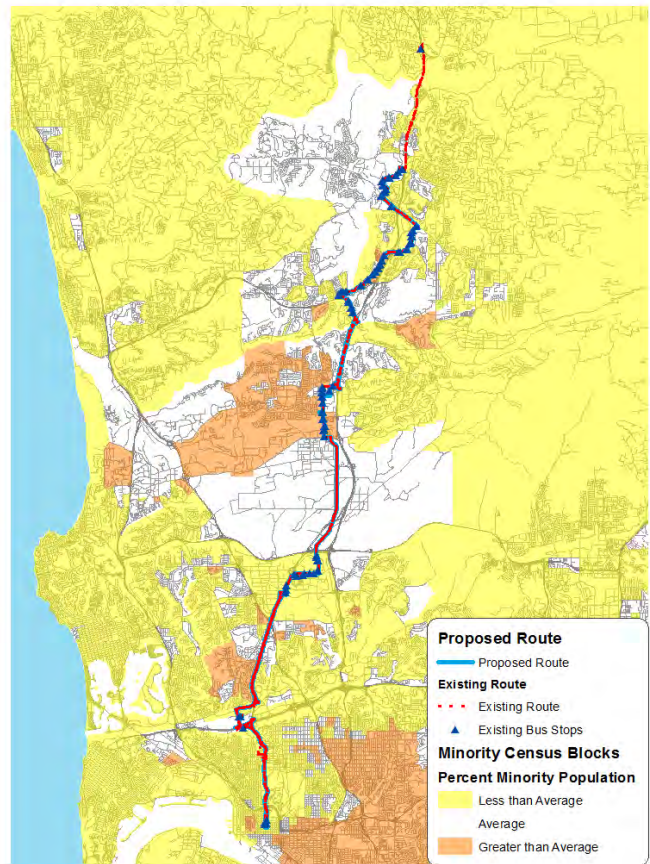 Proposed Route
Proposed Route
Existing Route
Existing Route
Existing Bus Stops
Minority Census Blocks
Percent Minority Population
Less than Average
Average
Greater than Average